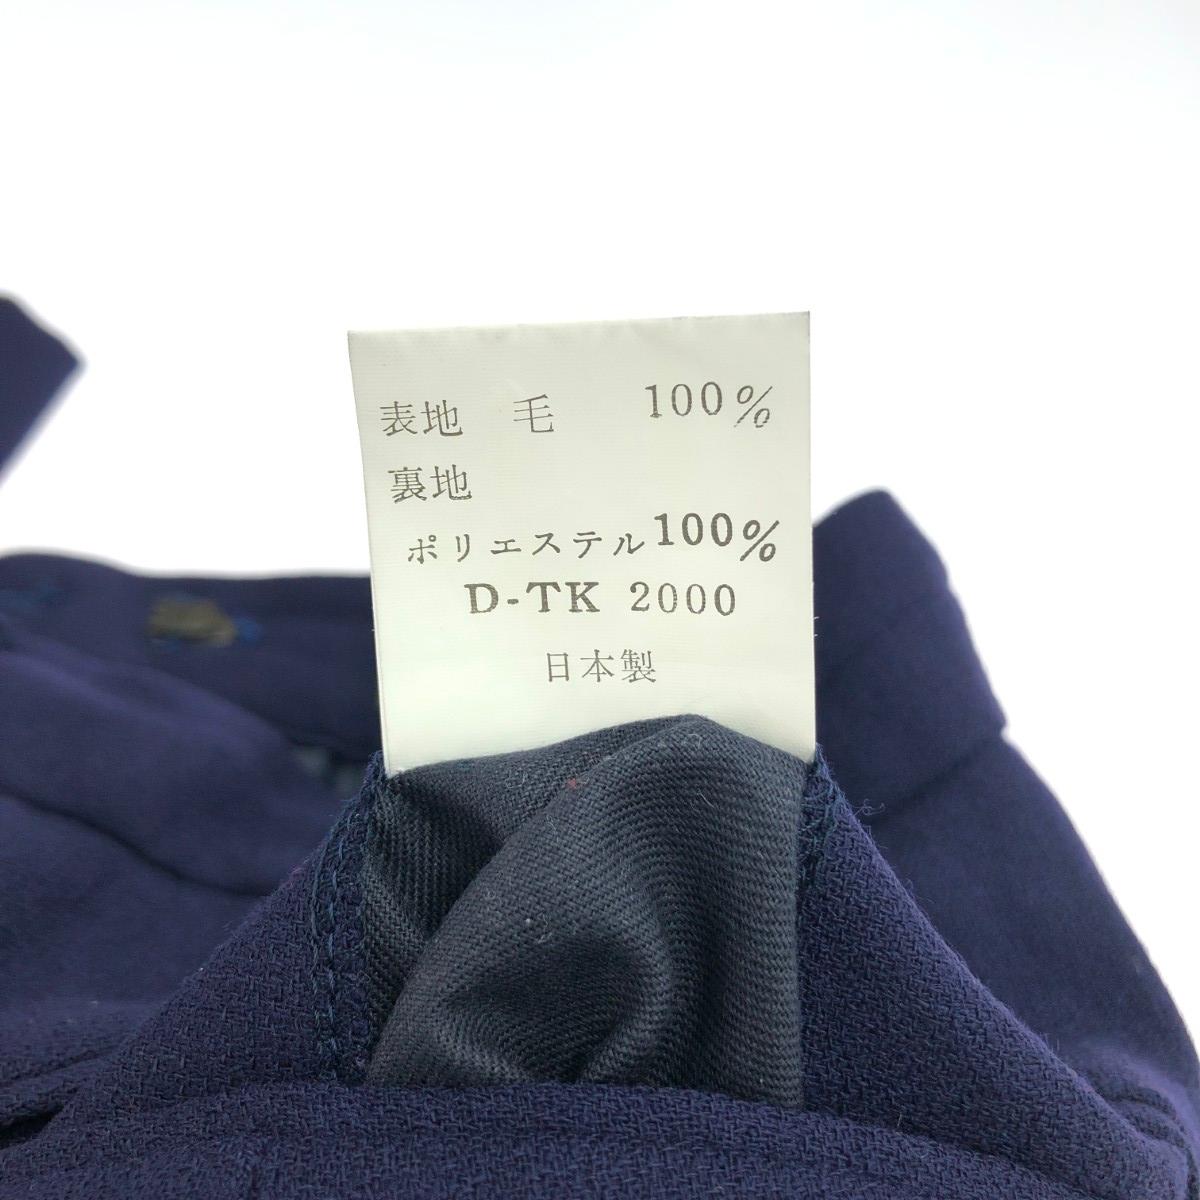 表地 毛 100%
裏地
ポリエステル100%
D-TK 2000
日本製